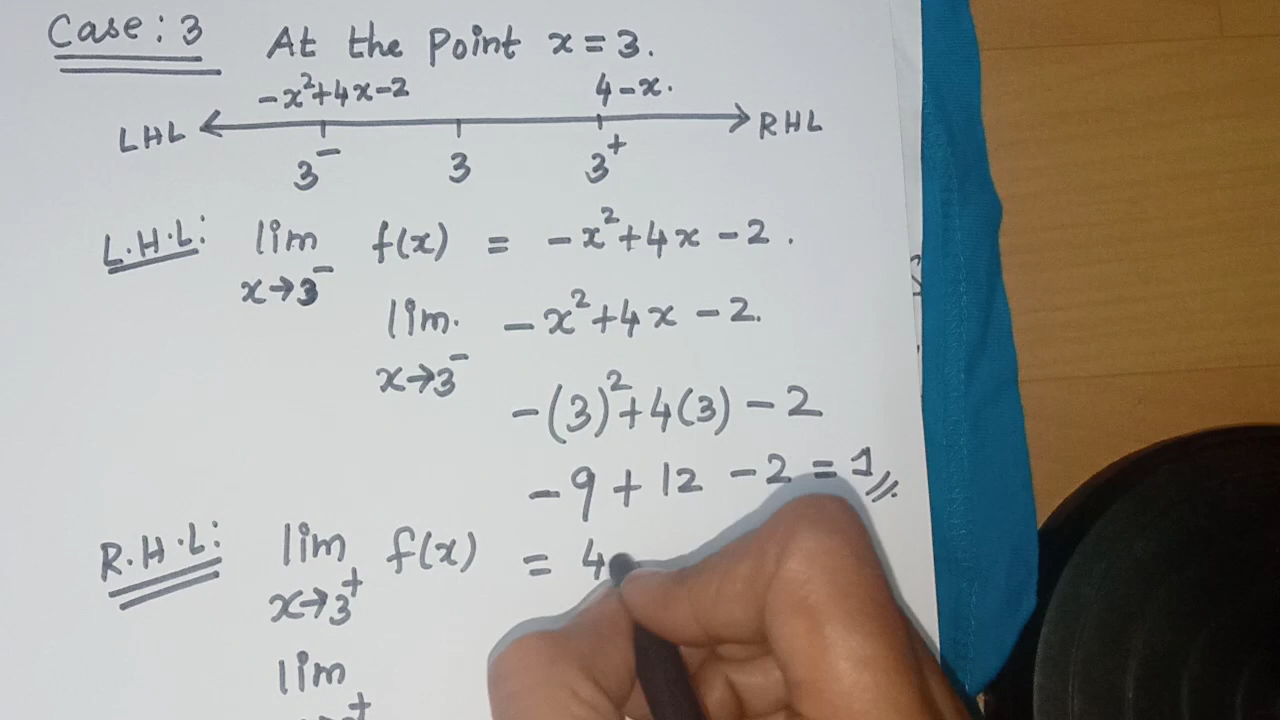 Case: 3 At the Point x = 3.
-x²+4x-2 4-x.
LHL RHL
3⁻ 3 3⁺
L.H.L: lim f(x) = -x²+4x-2.
x→3⁻
lim. -x²+4x-2.
x→3⁻
-(3)²+4(3)-2
-9+12-2=1
R.H.L: lim f(x) = 4
x→3⁺
lim